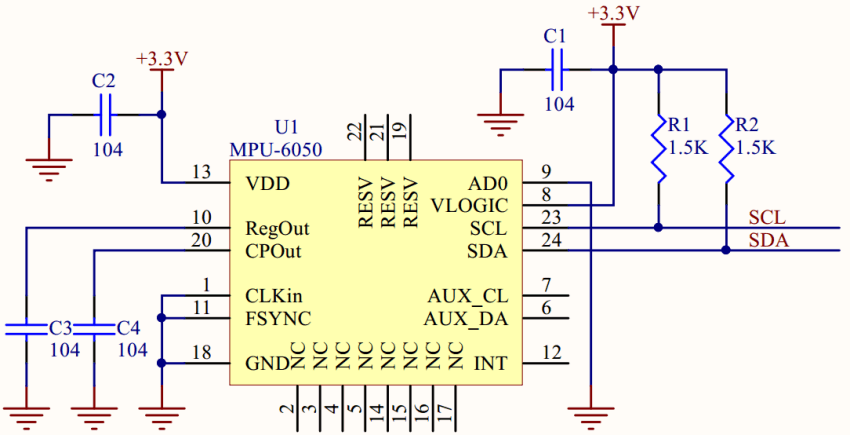 +3.3V
C1
+3.3V
C2
104
104
U1
MPU-6050
22
21
19
R1
1.5K
R2
1.5K
13
VDD
RESV
RESV
RESV
AD0
9
VLOGIC
8
10
RegOut
SCL
23
SCL
20
CPOut
SDA
24
SDA
1
CLKin
AUX_CL
7
11
FSYNC
AUX_DA
6
C3
104
C4
104
18
GND
NC
NC
NC
NC
NC
NC
NC
NC
INT
12
2
3
4
5
14
15
16
17